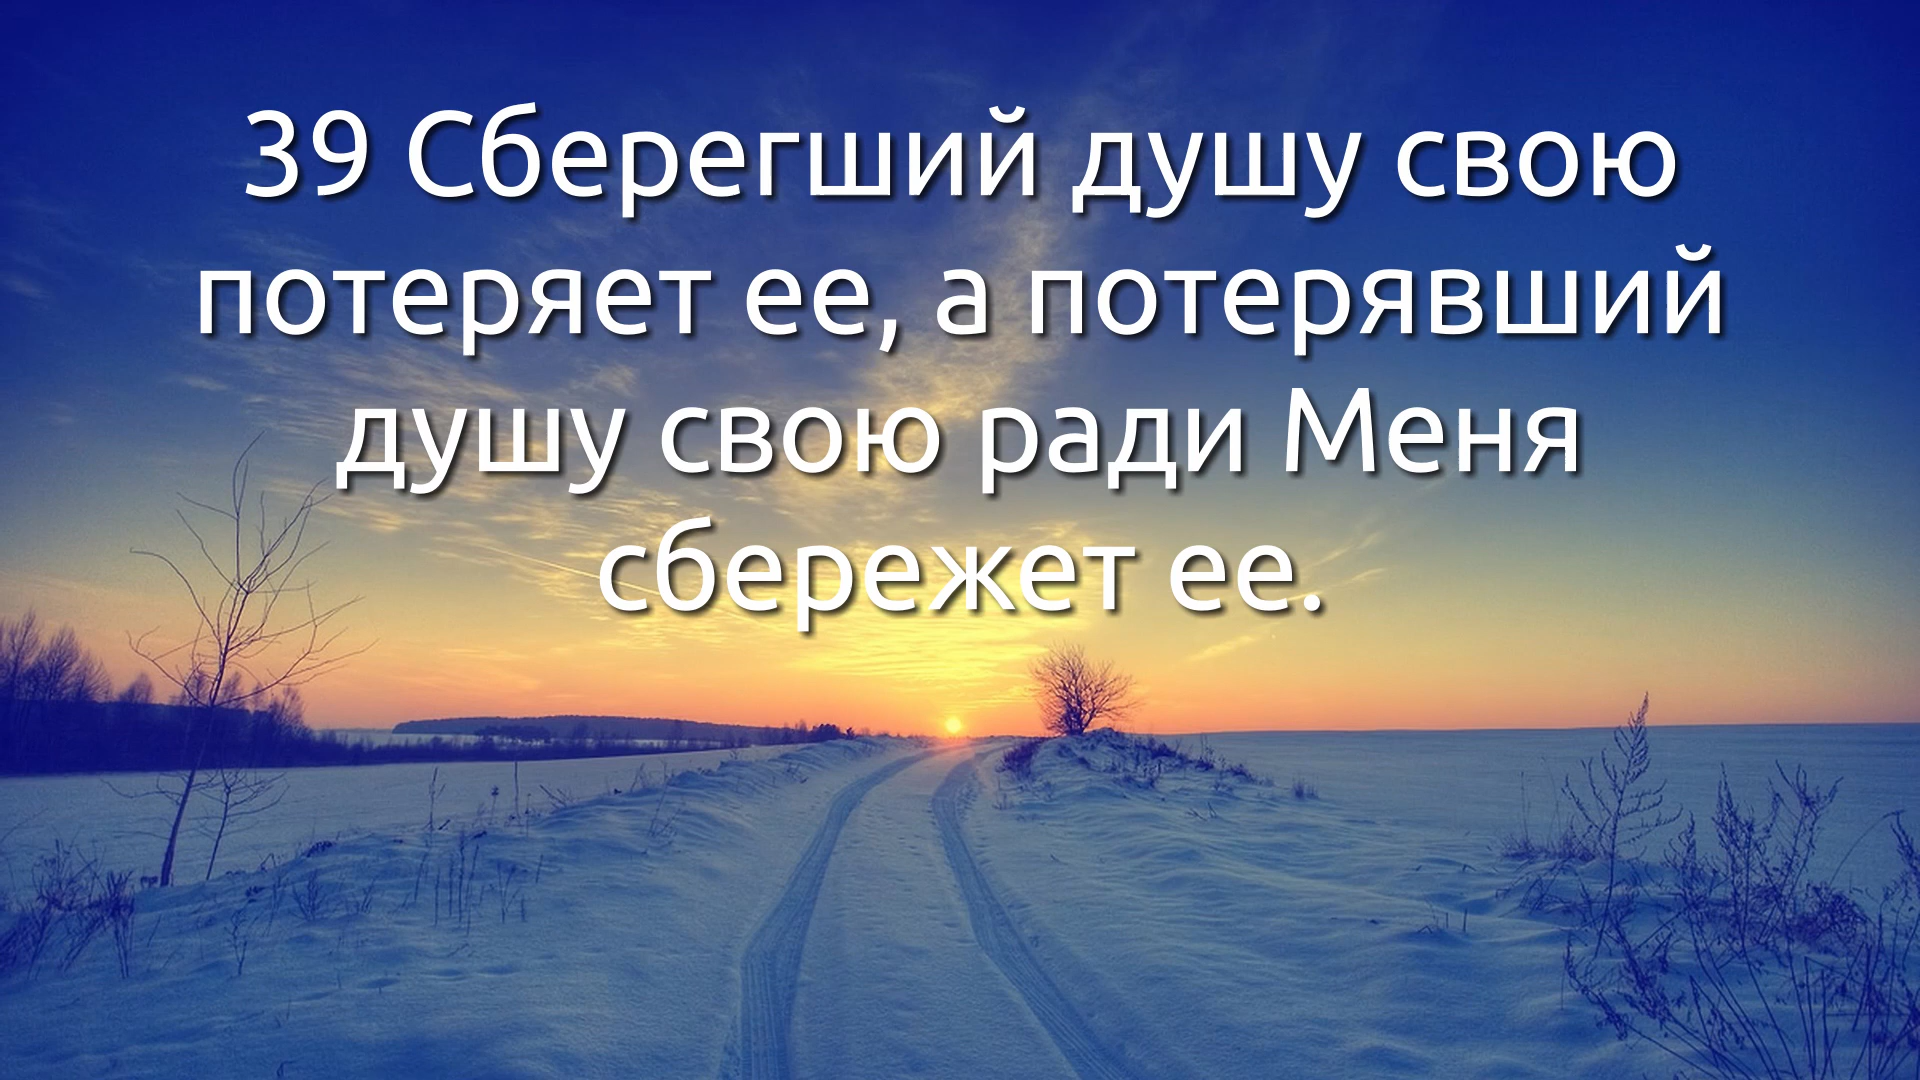 39 Сберегший душу свою
потеряет ее, а потерявший
душу свою ради Меня
сбережет ее.